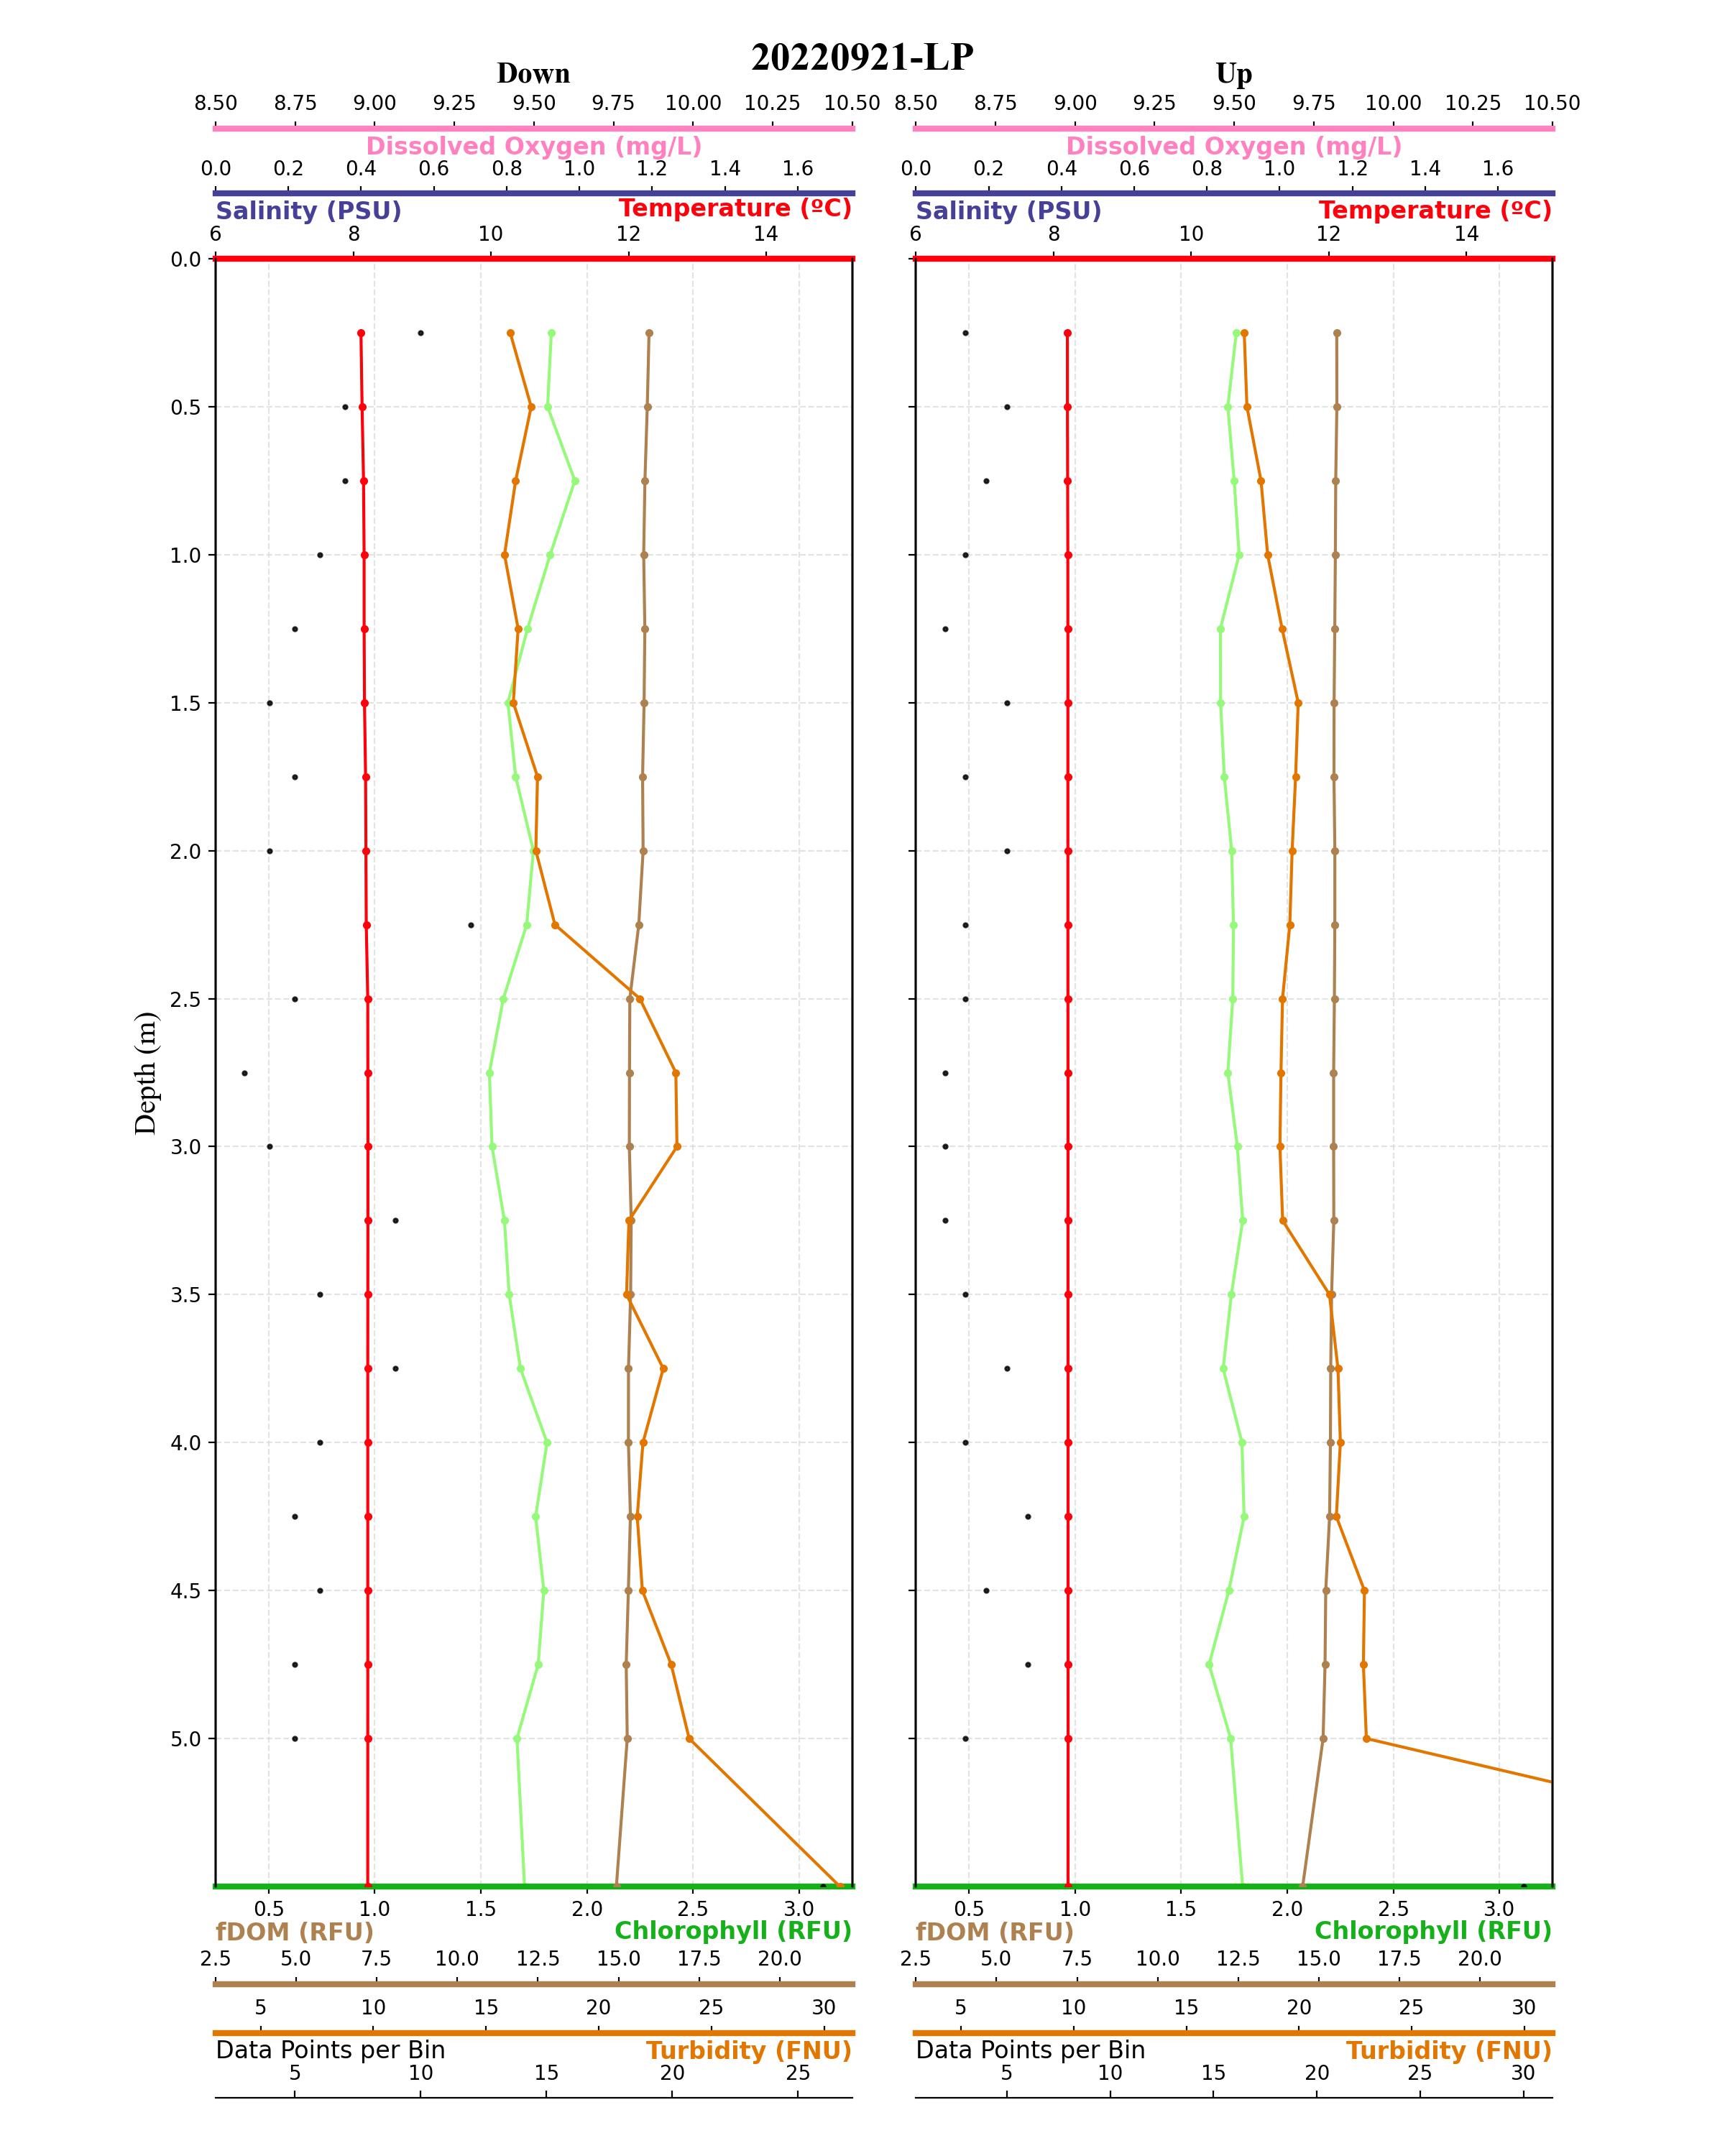 20220921-LP
Down Up
8.50 8.75 9.00 9.25 9.50 9.75 10.00 10.25 10.50 8.50 8.75 9.00 9.25 9.50 9.75 10.00 10.25 10.50
Dissolved Oxygen (mg/L) Dissolved Oxygen (mg/L)
0.0 0.2 0.4 0.6 0.8 1.0 1.2 1.4 1.6 0.0 0.2 0.4 0.6 0.8 1.0 1.2 1.4 1.6
Salinity (PSU) Temperature (ºC) Salinity (PSU) Temperature (ºC)
6 8 10 12 14 6 8 10 12 14
0.0
0.5
1.0
1.5
2.0
2.5
Depth (m)
3.0
3.5
4.0
4.5
5.0
0.5 1.0 1.5 2.0 2.5 3.0 0.5 1.0 1.5 2.0 2.5 3.0
fDOM (RFU) Chlorophyll (RFU) fDOM (RFU) Chlorophyll (RFU)
2.5 5.0 7.5 10.0 12.5 15.0 17.5 20.0 2.5 5.0 7.5 10.0 12.5 15.0 17.5 20.0
5 10 15 20 25 30 5 10 15 20 25 30
Data Points per Bin Turbidity (FNU) Data Points per Bin Turbidity (FNU)
5 10 15 20 25 5 10 15 20 25 30